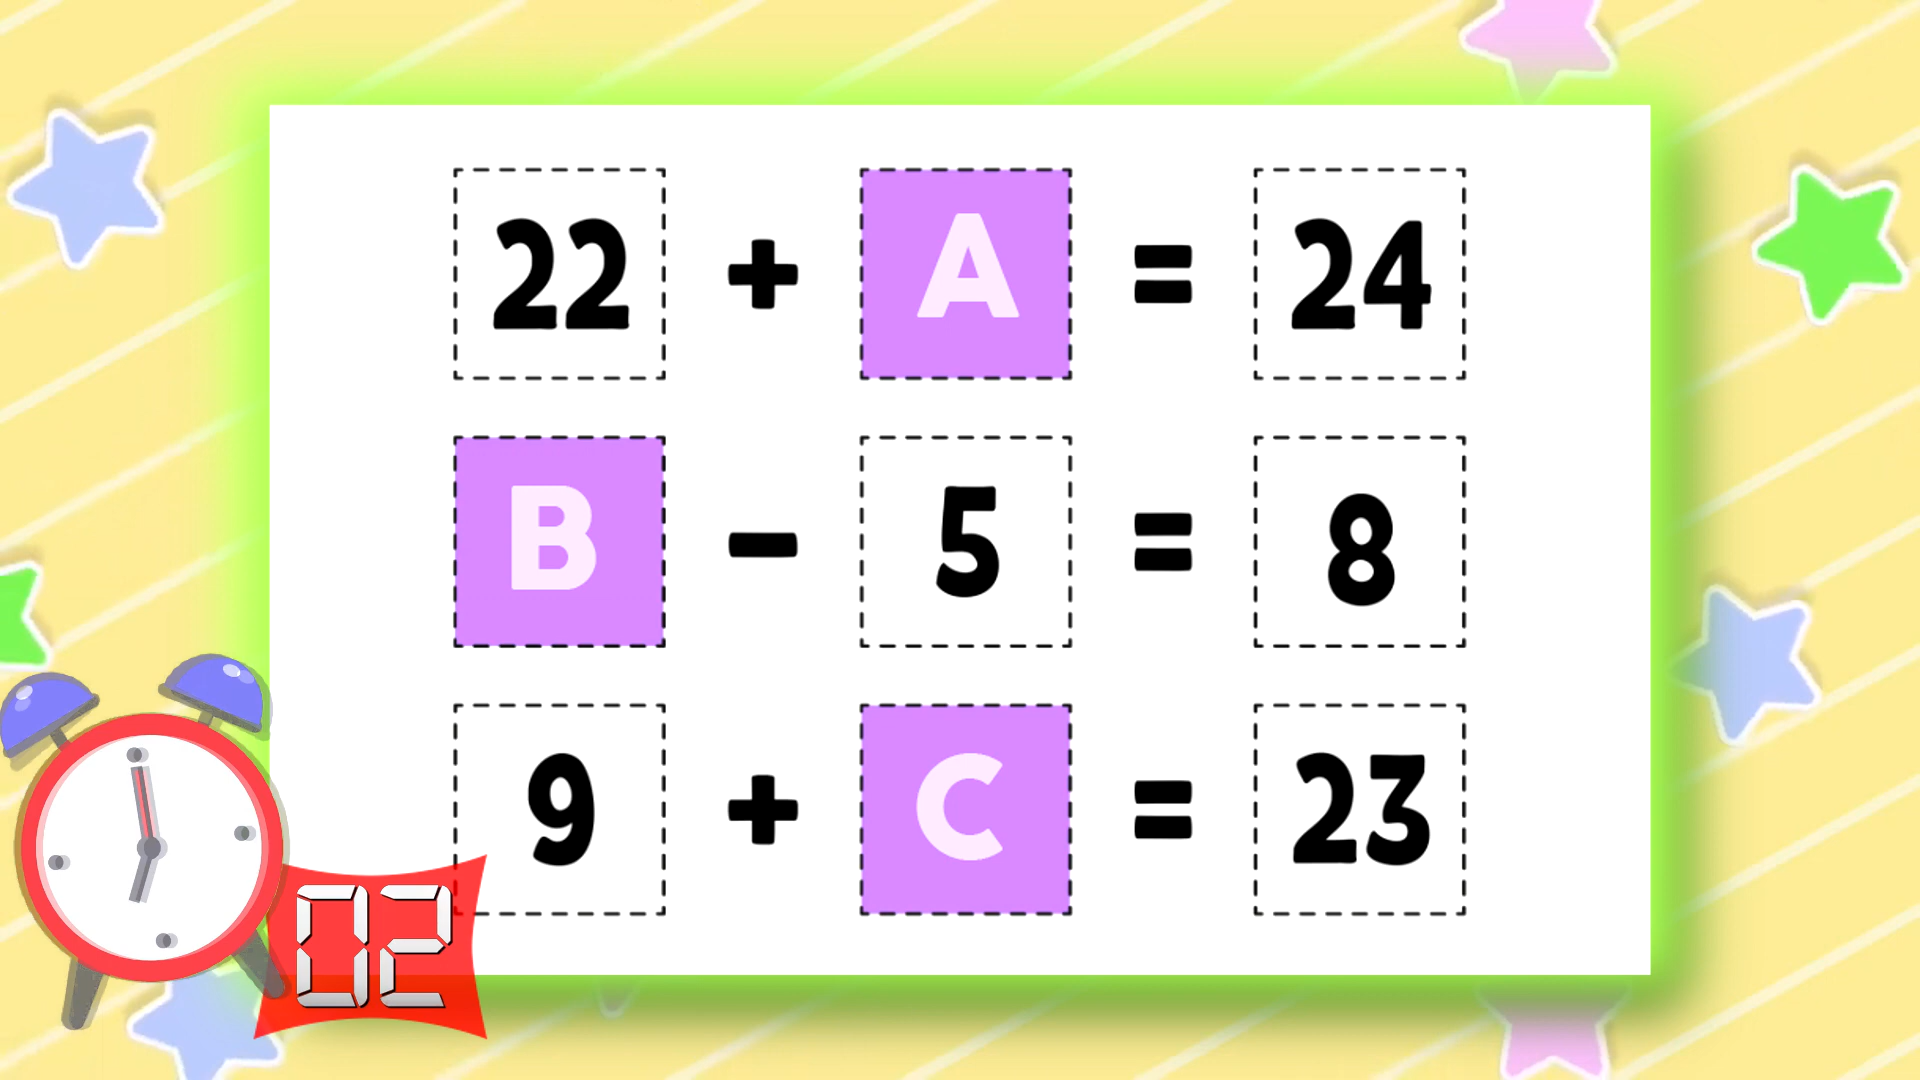 22 + A = 24
B - 5 = 8
9 + C = 23
02